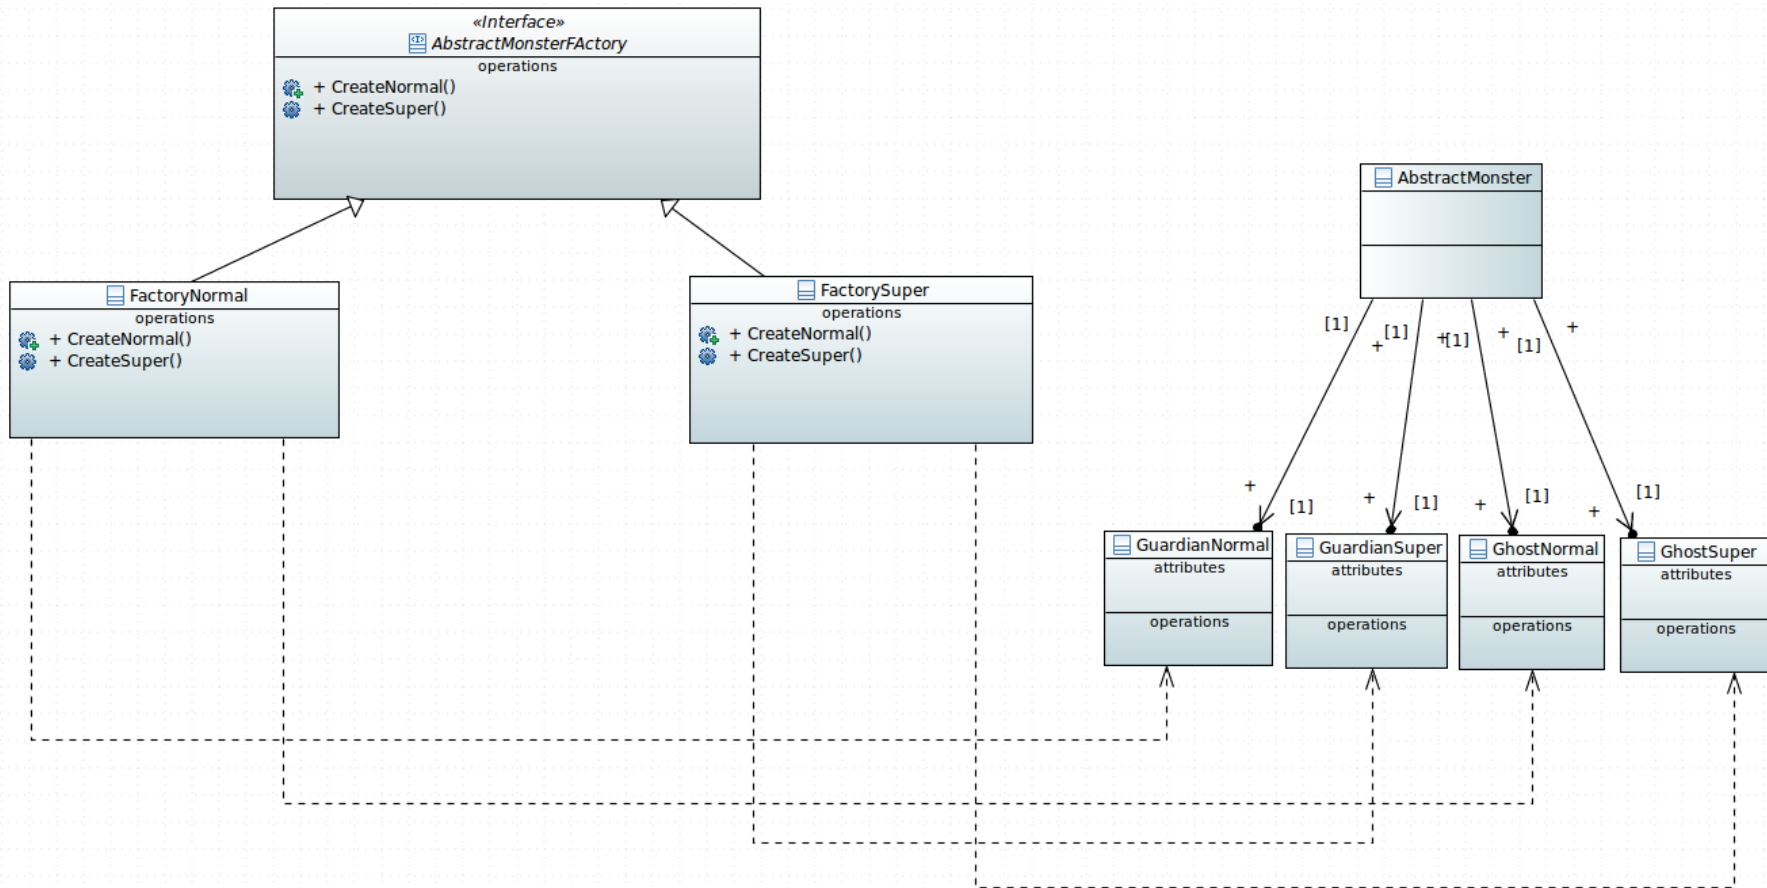 «Interface»
AbstractMonsterFActory
operations
+ CreateNormal()
+ CreateSuper()
AbstractMonster
FactoryNormal
operations
+ CreateNormal()
+ CreateSuper()
FactorySuper
operations
+ CreateNormal()
+ CreateSuper()
[1]
+
[1]
+
[1]
+
[1]
+
+
[1]
+
[1]
+
[1]
+
[1]
GuardianNormal
attributes
operations
GuardianSuper
attributes
operations
GhostNormal
attributes
operations
GhostSuper
attributes
operations